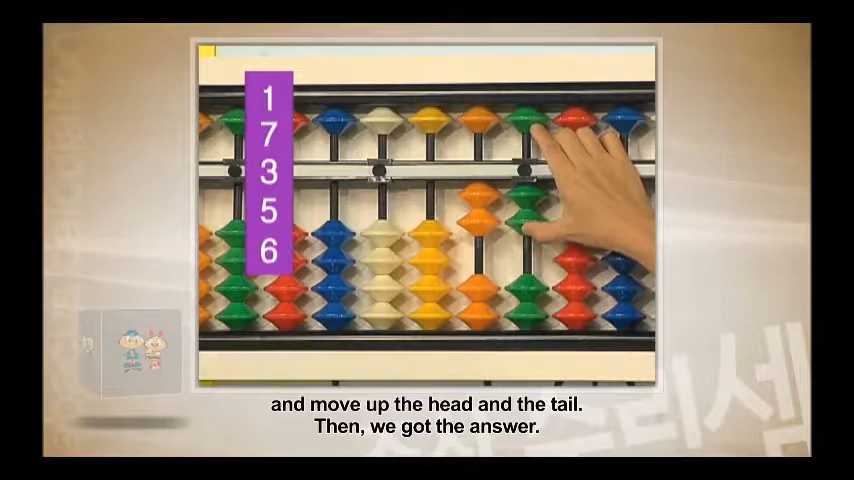 1
7
3
5
6
and move up the head and the tail.
Then, we got the answer.